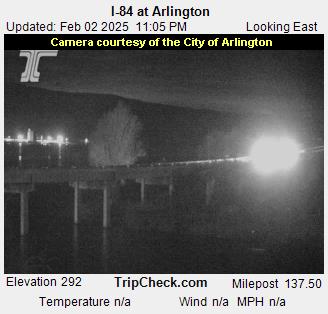 I-84 at Arlington
Updated: Feb 02 2025 11:05 PM Looking East
Camera courtesy of the City of Arlington
Elevation 292 TripCheck.com Milepost 137.50
Temperature n/a Wind n/a MPH n/a